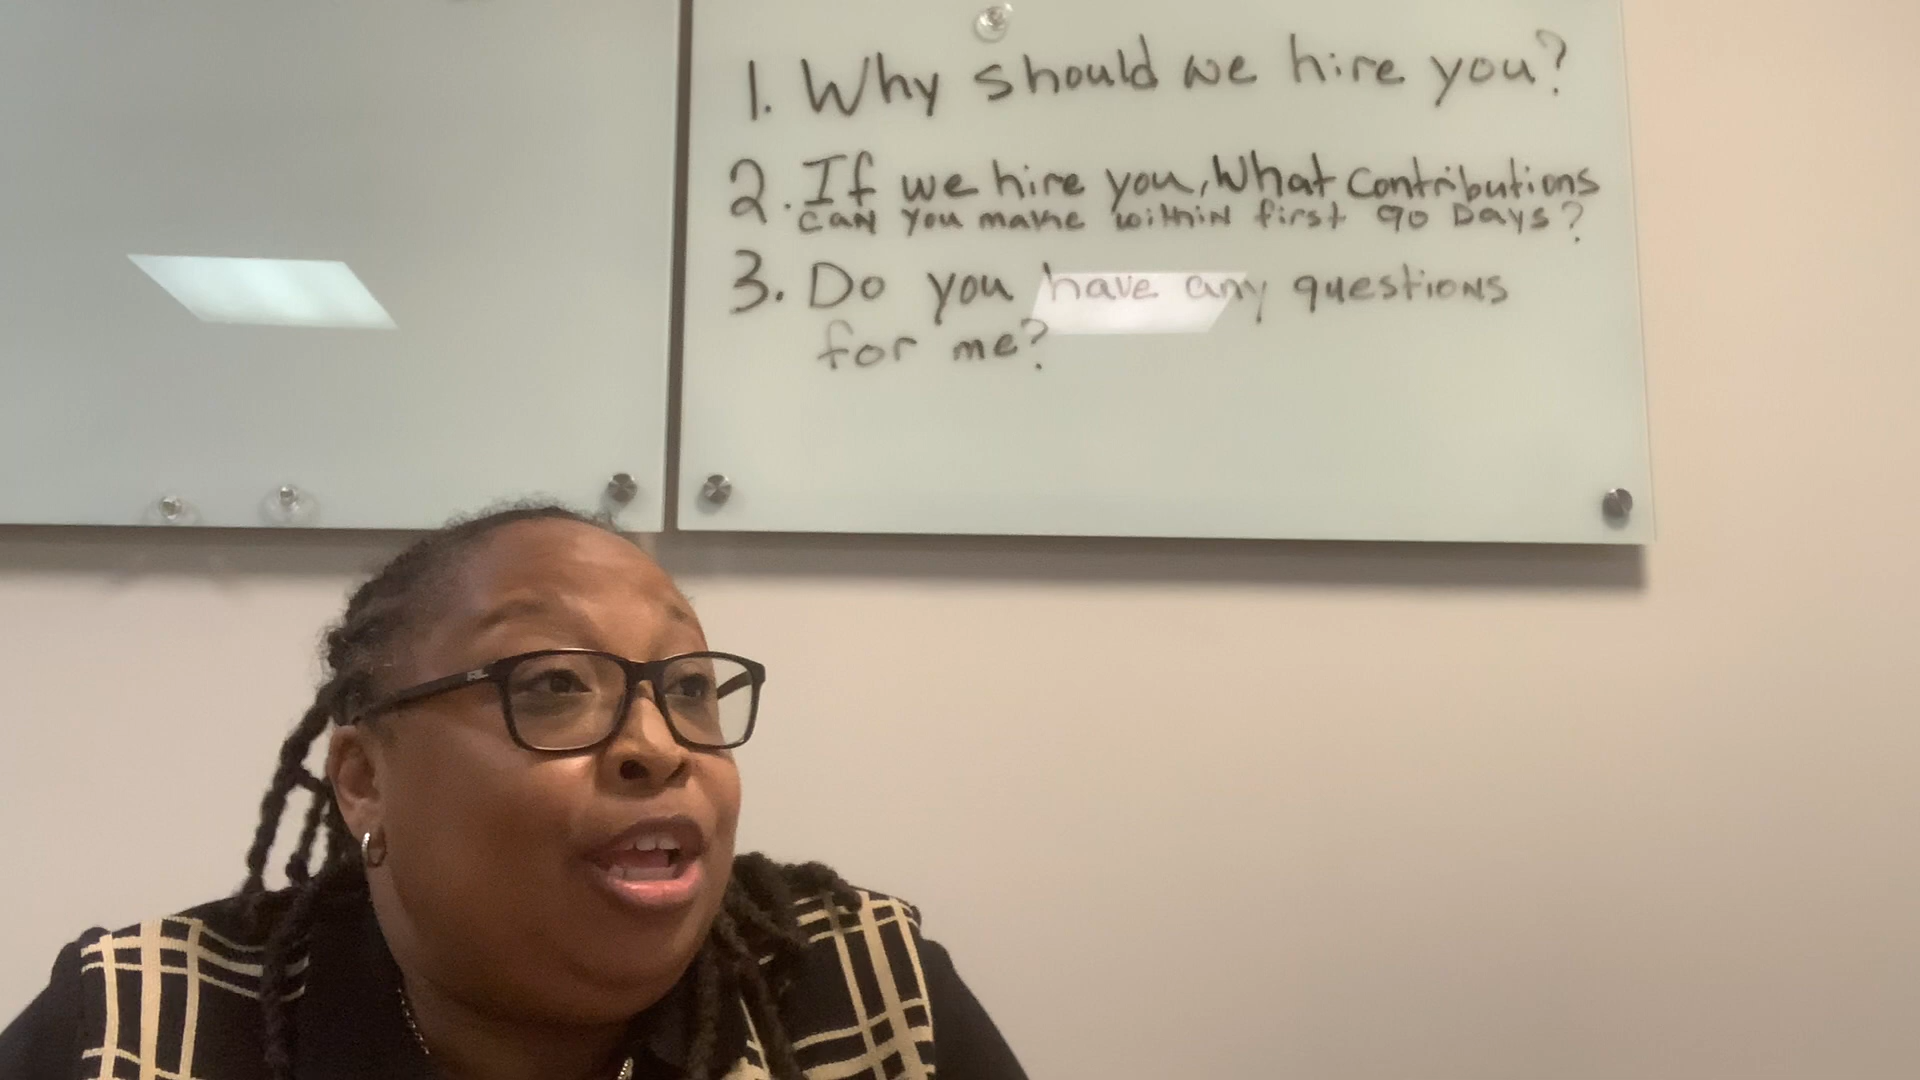 1. Why should we hire you?
2. If we hire you, What Contributions
can you make within first 90 Days?
3. Do you have any questions
for me?